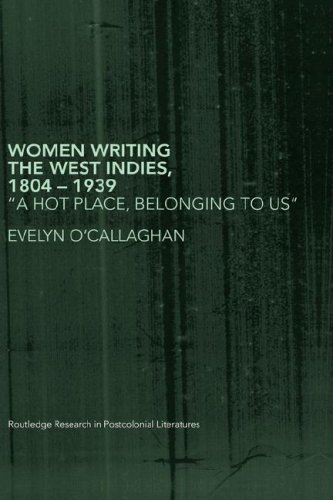 WOMEN WRITING
THE WEST INDIES,
1804 – 1939
“A HOT PLACE, BELONGING TO US”
EVELYN O’CALLAGHAN
Routledge Research in Postcolonial Literatures